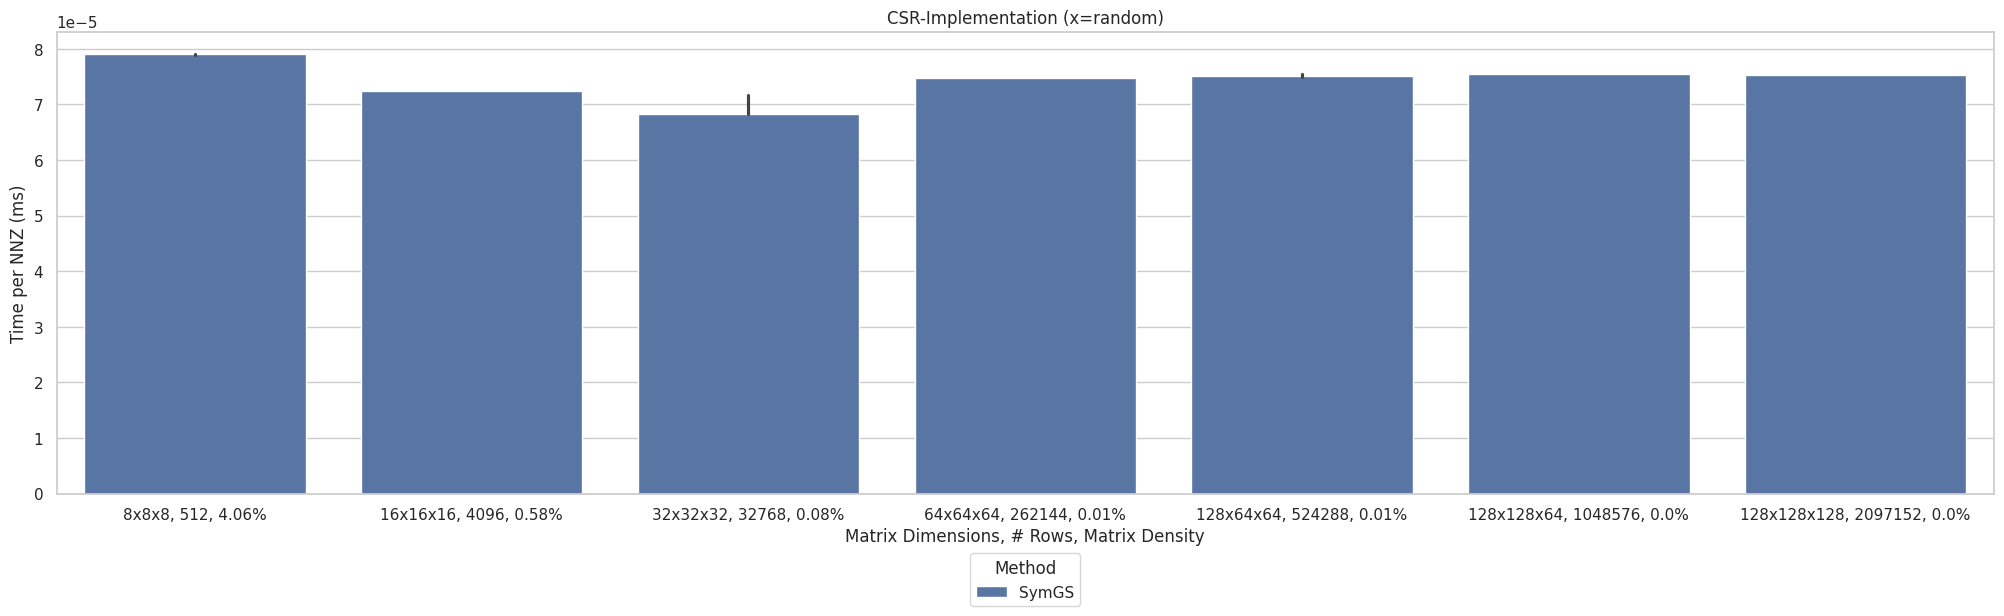 CSR-Implementation (x=random)
1e−5
8
7
6
5
4
3
2
1
0
Time per NNZ (ms)
8x8x8, 512, 4.06%
16x16x16, 4096, 0.58%
32x32x32, 32768, 0.08%
64x64x64, 262144, 0.01%
128x64x64, 524288, 0.01%
128x128x64, 1048576, 0.0%
128x128x128, 2097152, 0.0%
Matrix Dimensions, # Rows, Matrix Density
Method
SymGS